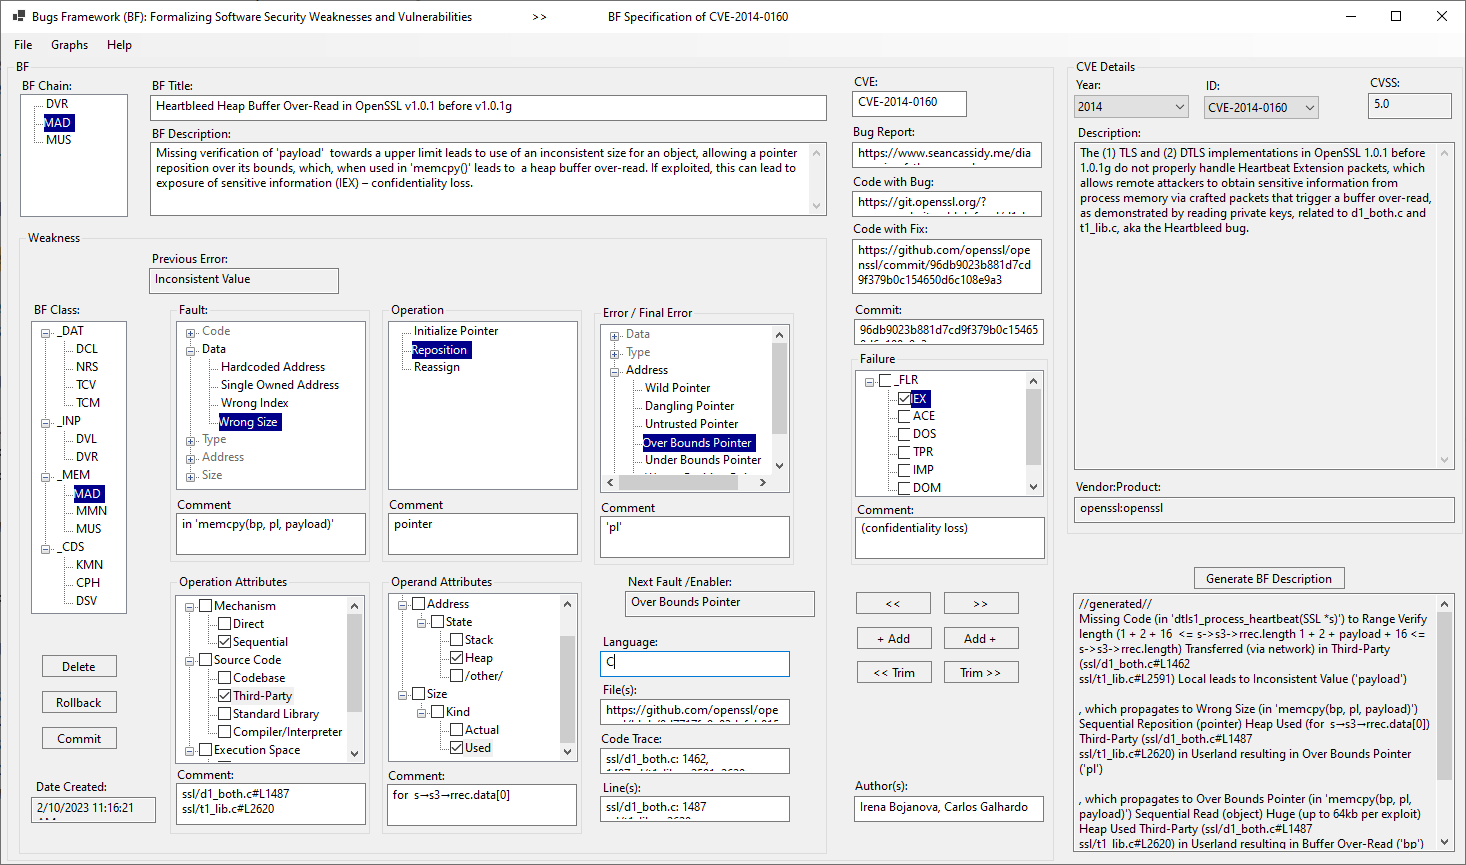 Bugs Framework (BF): Formalizing Software Security Weaknesses and Vulnerabilities >> BF Specification of CVE-2014-0160
File Graphs Help
BF
BF Chain:
DVR
MAD
MUS
BF Title:
Heartbleed Heap Buffer Over-Read in OpenSSL v1.0.1 before v1.0.1g
BF Description:
Missing verification of 'payload' towards a upper limit leads to use of an inconsistent size for an object, allowing a pointer
reposition over its bounds, which, when used in 'memcpy()' leads to a heap buffer over-read. If exploited, this can lead to
exposure of sensitive information (IEX) – confidentiality loss.
Weakness
Previous Error:
Inconsistent Value
BF Class:
_DAT
DCL
NRS
TCV
TCM
_INP
DVL
DVR
_MEM
MAD
MMN
MUS
_CDS
KMN
CPH
DSV
Delete
Rollback
Commit
Date Created:
2/10/2023 11:16:21
Fault:
Code
Data
Hardcoded Address
Single Owned Address
Wrong Index
Wrong Size
Type
Address
Size
Comment
in 'memcpy(bp, pl, payload)'
Operation
Initialize Pointer
Reposition
Reassign
Comment
pointer
Error / Final Error
Data
Type
Address
Wild Pointer
Dangling Pointer
Untrusted Pointer
Over Bounds Pointer
Under Bounds Pointer
Comment
'pl'
Operation Attributes
Mechanism
Direct
Sequential
Source Code
Codebase
Third-Party
Standard Library
Compiler/Interpreter
Execution Space
Comment:
ssl/d1_both.c#L1487
ssl/t1_lib.c#L2620
Operand Attributes
Address
State
Stack
Heap
/other/
Size
Kind
Actual
Used
Comment:
for s→s3→rrec.data[0]
Next Fault /Enabler:
Over Bounds Pointer
Language:
C
File(s):
https://github.com/openssl/ope
Code Trace:
ssl/d1_both.c: 1462,
Line(s):
ssl/d1_both.c: 1487
CVE:
CVE-2014-0160
Bug Report:
https://www.seancassidy.me/dia
Code with Bug:
https://git.openssl.org/?
Code with Fix:
https://github.com/openssl/ope
nssl/commit/96db9023b881d7cd
9f379b0c154650d6c108e9a3
Commit:
96db9023b881d7cd9f379b0c15465
Failure
_FLR
IEX
ACE
DOS
TPR
IMP
DOM
Comment:
(confidentiality loss)
<< >>
+ Add Add +
<< Trim Trim >>
Author(s):
Irena Bojanova, Carlos Galhardo
CVE Details
Year:
2014
ID:
CVE-2014-0160
CVSS:
5.0
Description:
The (1) TLS and (2) DTLS implementations in OpenSSL 1.0.1 before
1.0.1g do not properly handle Heartbeat Extension packets, which
allows remote attackers to obtain sensitive information from
process memory via crafted packets that trigger a buffer over-read,
as demonstrated by reading private keys, related to d1_both.c and
t1_lib.c, aka the Heartbleed bug.
Vendor:Product:
openssl:openssl
Generate BF Description
//generated//
Missing Code (in 'dtls1_process_heartbeat(SSL *s)') to Range Verify
length (1 + 2 + 16 <= s->s3->rrec.length 1 + 2 + payload + 16 <=
s->s3->rrec.length) Transferred (via network) in Third-Party
(ssl/d1_both.c#L1462
ssl/t1_lib.c#L2591) Local leads to Inconsistent Value ('payload')
, which propagates to Wrong Size (in 'memcpy(bp, pl, payload)')
Sequential Reposition (pointer) Heap Used (for s→s3→rrec.data[0])
Third-Party (ssl/d1_both.c#L1487
ssl/t1_lib.c#L2620) in Userland resulting in Over Bounds Pointer
('pl')
, which propagates to Over Bounds Pointer (in 'memcpy(bp, pl,
payload)') Sequential Read (object) Huge (up to 64kb per exploit)
Heap Used Third-Party (ssl/d1_both.c#L1487
ssl/t1_lib.c#L2620) in Userland resulting in Buffer Over-Read ('bp')